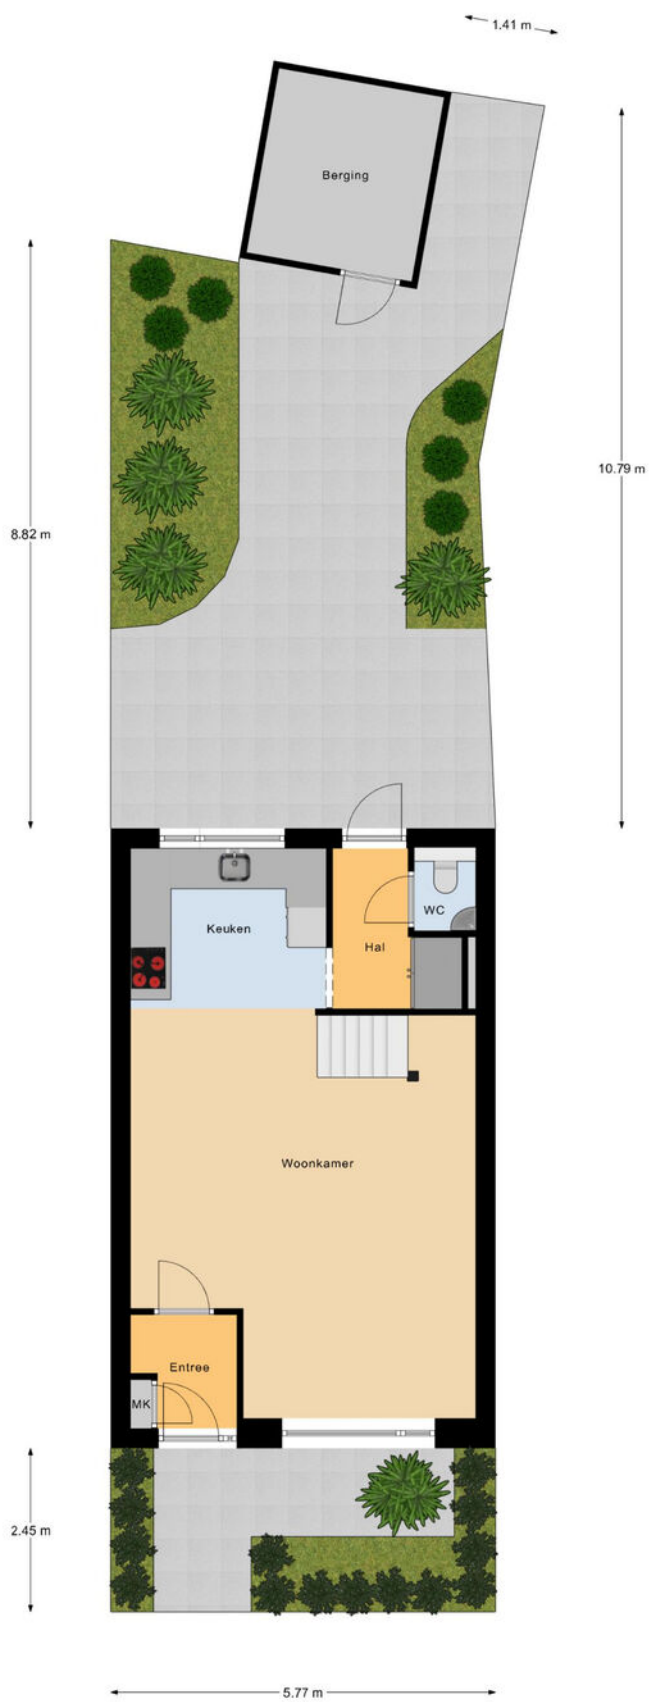 1.41 m
Berging
10.79 m
8.82 m
Keuken
WC
Hal
Woonkamer
Entree
MK
2.45 m
5.77 m